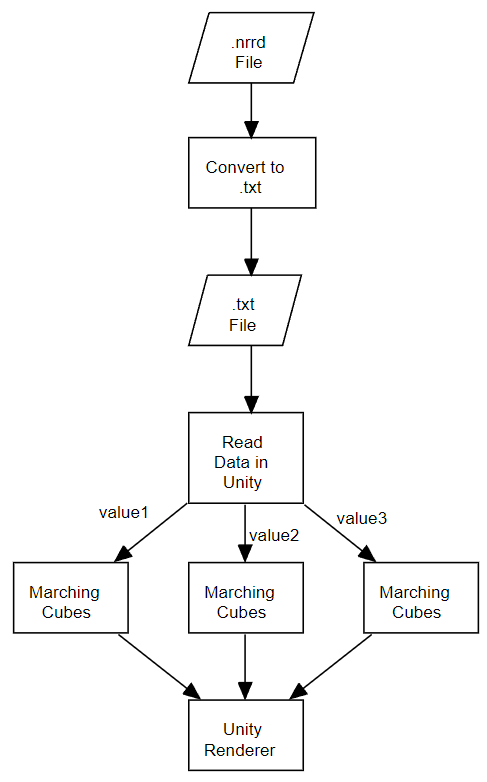 .nrrd
File
Convert to
.txt
.txt
File
Read
Data in
Unity
value1
value2
value3
Marching
Cubes
Marching
Cubes
Marching
Cubes
Unity
Renderer